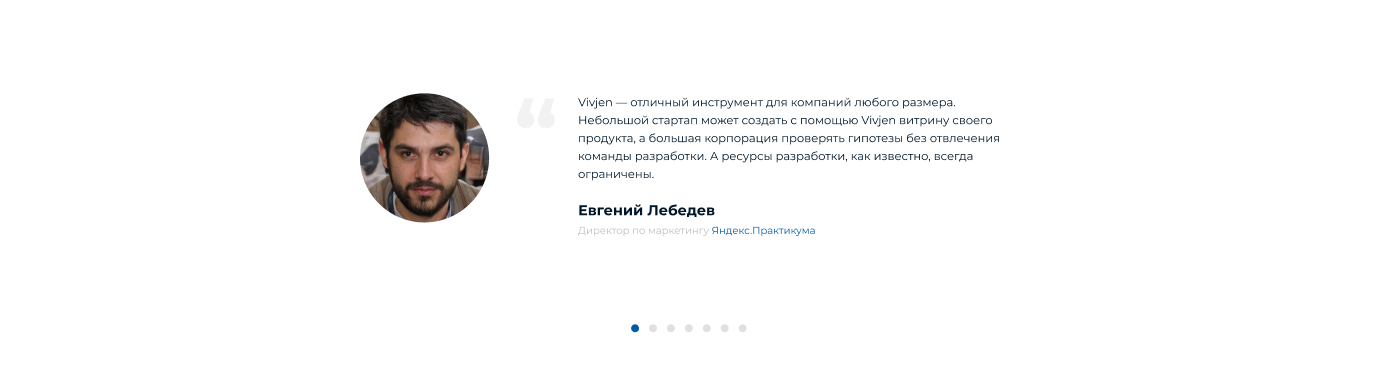 “
Vivjen — отличный инструмент для компаний любого размера.
Небольшой стартап может создать с помощью Vivjen витрину своего
продукта, а большая корпорация проверять гипотезы без отвлечения
команды разработки. А ресурсы разработки, как известно, всегда
ограничены.
Евгений Лебедев
Директор по маркетингу Яндекс.Практикума